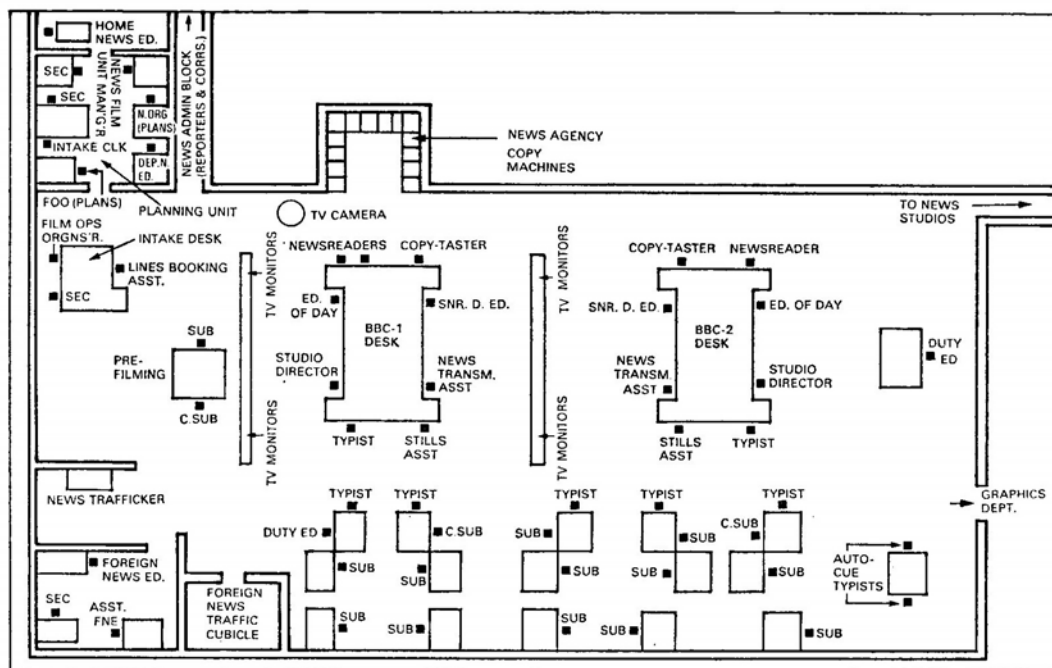 HOME
NEWS ED.
SEC
NEWS FILM
UNIT MAN'G'R
SEC
N.ORG
(PLANS)
INTAKE CLK
DEP.N.
ED.
FOO (PLANS)
PLANNING UNIT
NEWS ADMIN BLOCK
(REPORTERS & CORRS.)
NEWS AGENCY
COPY
MACHINES
TO NEWS
STUDIOS
TV CAMERA
FILM OPS
ORGNS'R.
INTAKE DESK
LINES BOOKING
ASST.
SEC
TV MONITORS
TV MONITORS
NEWSREADERS
COPY-TASTER
ED.
OF DAY
SNR. D. ED.
BBC-1
DESK
STUDIO
DIRECTOR
NEWS
TRANSM.
ASST
TYPIST
STILLS
ASST
TV MONITORS
TV MONITORS
COPY-TASTER
NEWSREADER
SNR. D. ED.
ED. OF DAY
BBC-2
DESK
NEWS
TRANSM.
ASST
STUDIO
DIRECTOR
STILLS
ASST
TYPIST
DUTY
ED
SUB
PRE-
FILMING
C.SUB
NEWS TRAFFICKER
GRAPHICS
DEPT.
TYPIST
TYPIST
TYPIST
TYPIST
TYPIST
DUTY ED
C.SUB
SUB
SUB
C.SUB
SUB
SUB
SUB
SUB
SUB
SUB
SUB
SUB
SUB
SUB
AUTO-
CUE
TYPISTS
FOREIGN
NEWS ED.
SEC
ASST.
FNE
FOREIGN
NEWS
TRAFFIC
CUBICLE